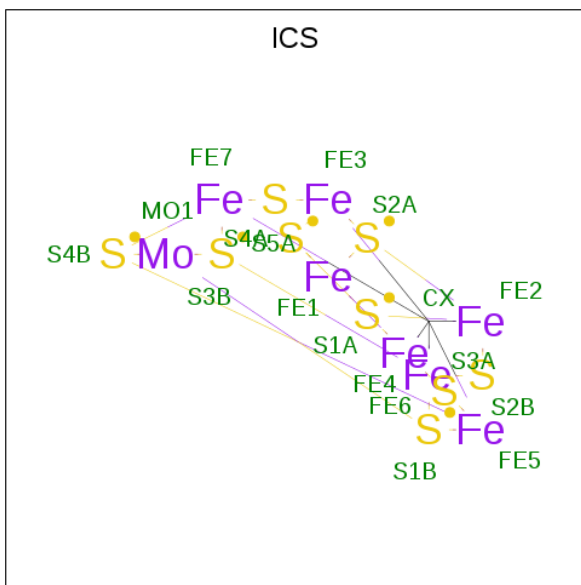 ICS
FE7
FE3
MO1
S2A
Fe
S
Fe
S4B
S
Mo
S
S4A
S5A
S
S
S3B
FE1
Fe
S
CX
FE2
Fe
S1A
Fe
S3A
FE4
Fe
S
S
FE6
S2B
S
Fe
S1B
FE5